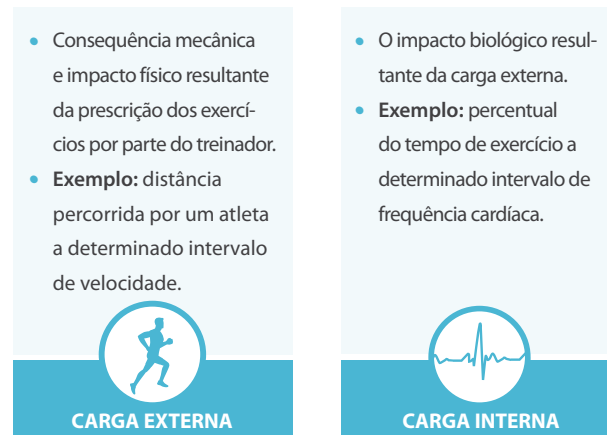 • Consequência mecânica
e impacto físico resultante
da prescrição dos exercí-
cios por parte do treinador.
• Exemplo: distância
percorrida por um atleta
a determinado intervalo
de velocidade.
CARGA EXTERNA
• O impacto biológico resul-
tante da carga externa.
• Exemplo: percentual
do tempo de exercício a
determinado intervalo de
frequência cardíaca.
CARGA INTERNA